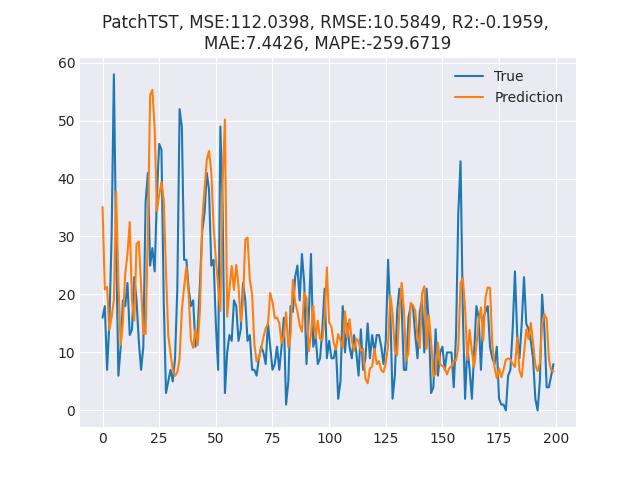 PatchTST, MSE:112.0398, RMSE:10.5849, R2:-0.1959,
MAE:7.4426, MAPE:-259.6719
60
50
40
30
20
10
0
True
Prediction
0 25 50 75 100 125 150 175 200